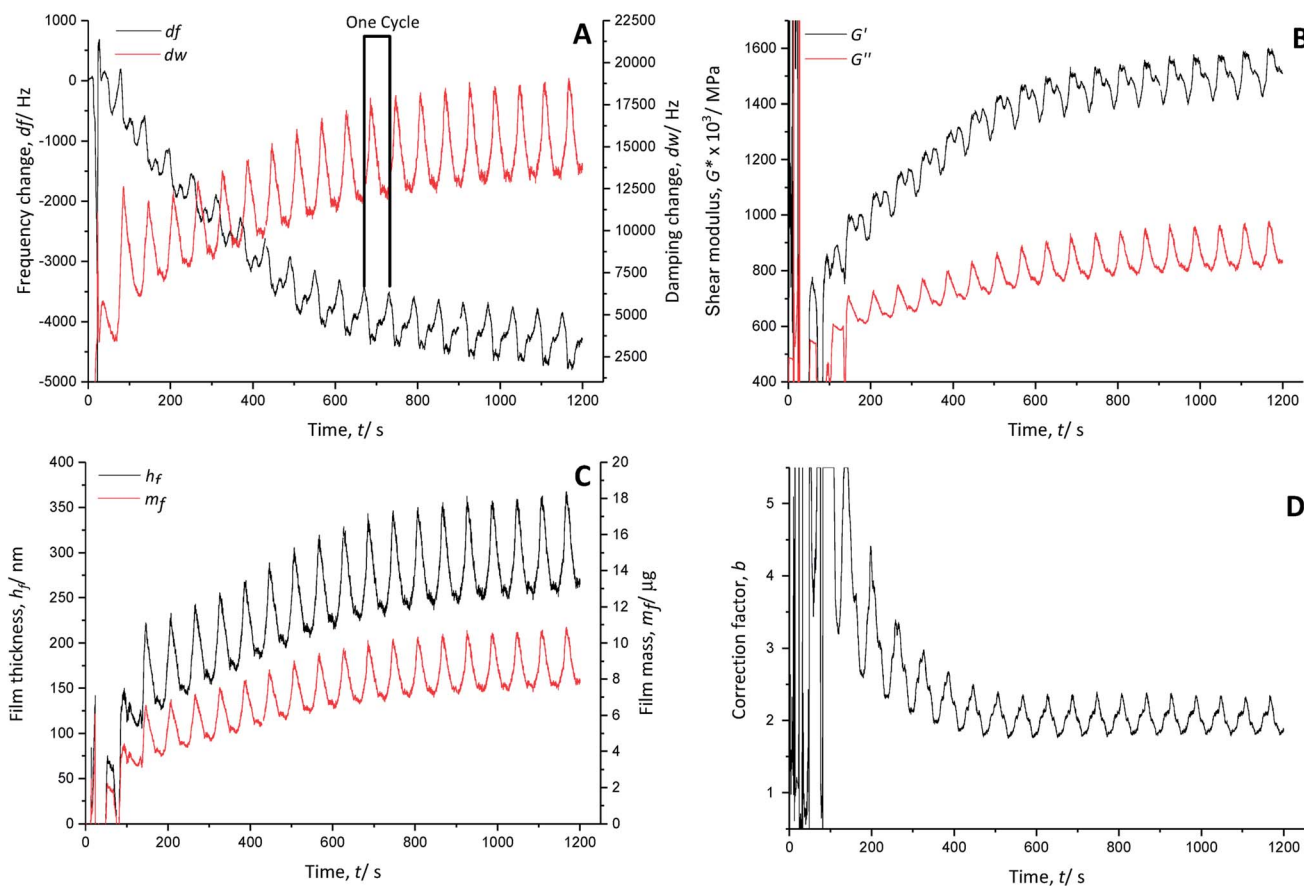 One Cycle
A
df
dw
1000
0
-1000
-2000
-3000
-4000
-5000
Frequency change, df/ Hz
22500
20000
17500
15000
12500
10000
7500
5000
2500
Damping change, dw/ Hz
0 200 400 600 800 1000 1200
Time, t/ s
B
G'
G''
1600
1400
1200
1000
800
600
400
Shear modulus, G* x 10³/ MPa
0 200 400 600 800 1000 1200
Time, t/ s
C
hf
mf
400
350
300
250
200
150
100
75
50
25
0
Film thickness, hf/ nm
20
18
16
14
12
10
8
6
4
2
0
Film mass, mf/ µg
0 200 400 600 800 1000 1200
Time, t/ s
D
5
4
3
2
1
Correction factor, b
0 200 400 600 800 1000 1200
Time, t/ s